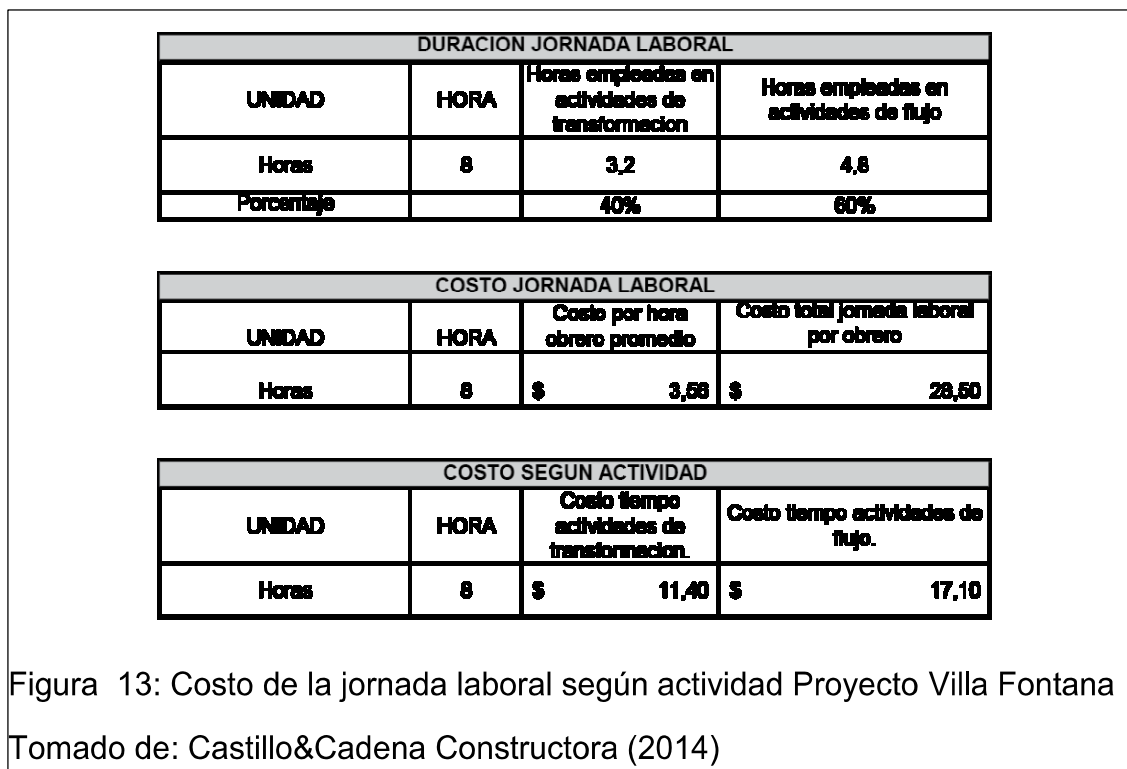 DURACION JORNADA LABORAL
UNIDAD HORA Horas empleadas en actividades de transformacion Horas empleadas en actividades de flujo
Horas 8 3,2 4,8
Porcentaje 40% 60%
COSTO JORNADA LABORAL
UNIDAD HORA Costo por hora obrero promedio Costo total jornada laboral por obrero
Horas 8 $ 3,56 $ 28,50
COSTO SEGUN ACTIVIDAD
UNIDAD HORA Costo tiempo actividades de transformacion. Costo tiempo actividades de flujo.
Horas 8 $ 11,40 $ 17,10
Figura 13: Costo de la jornada laboral según actividad Proyecto Villa Fontana
Tomado de: Castillo&Cadena Constructora (2014)